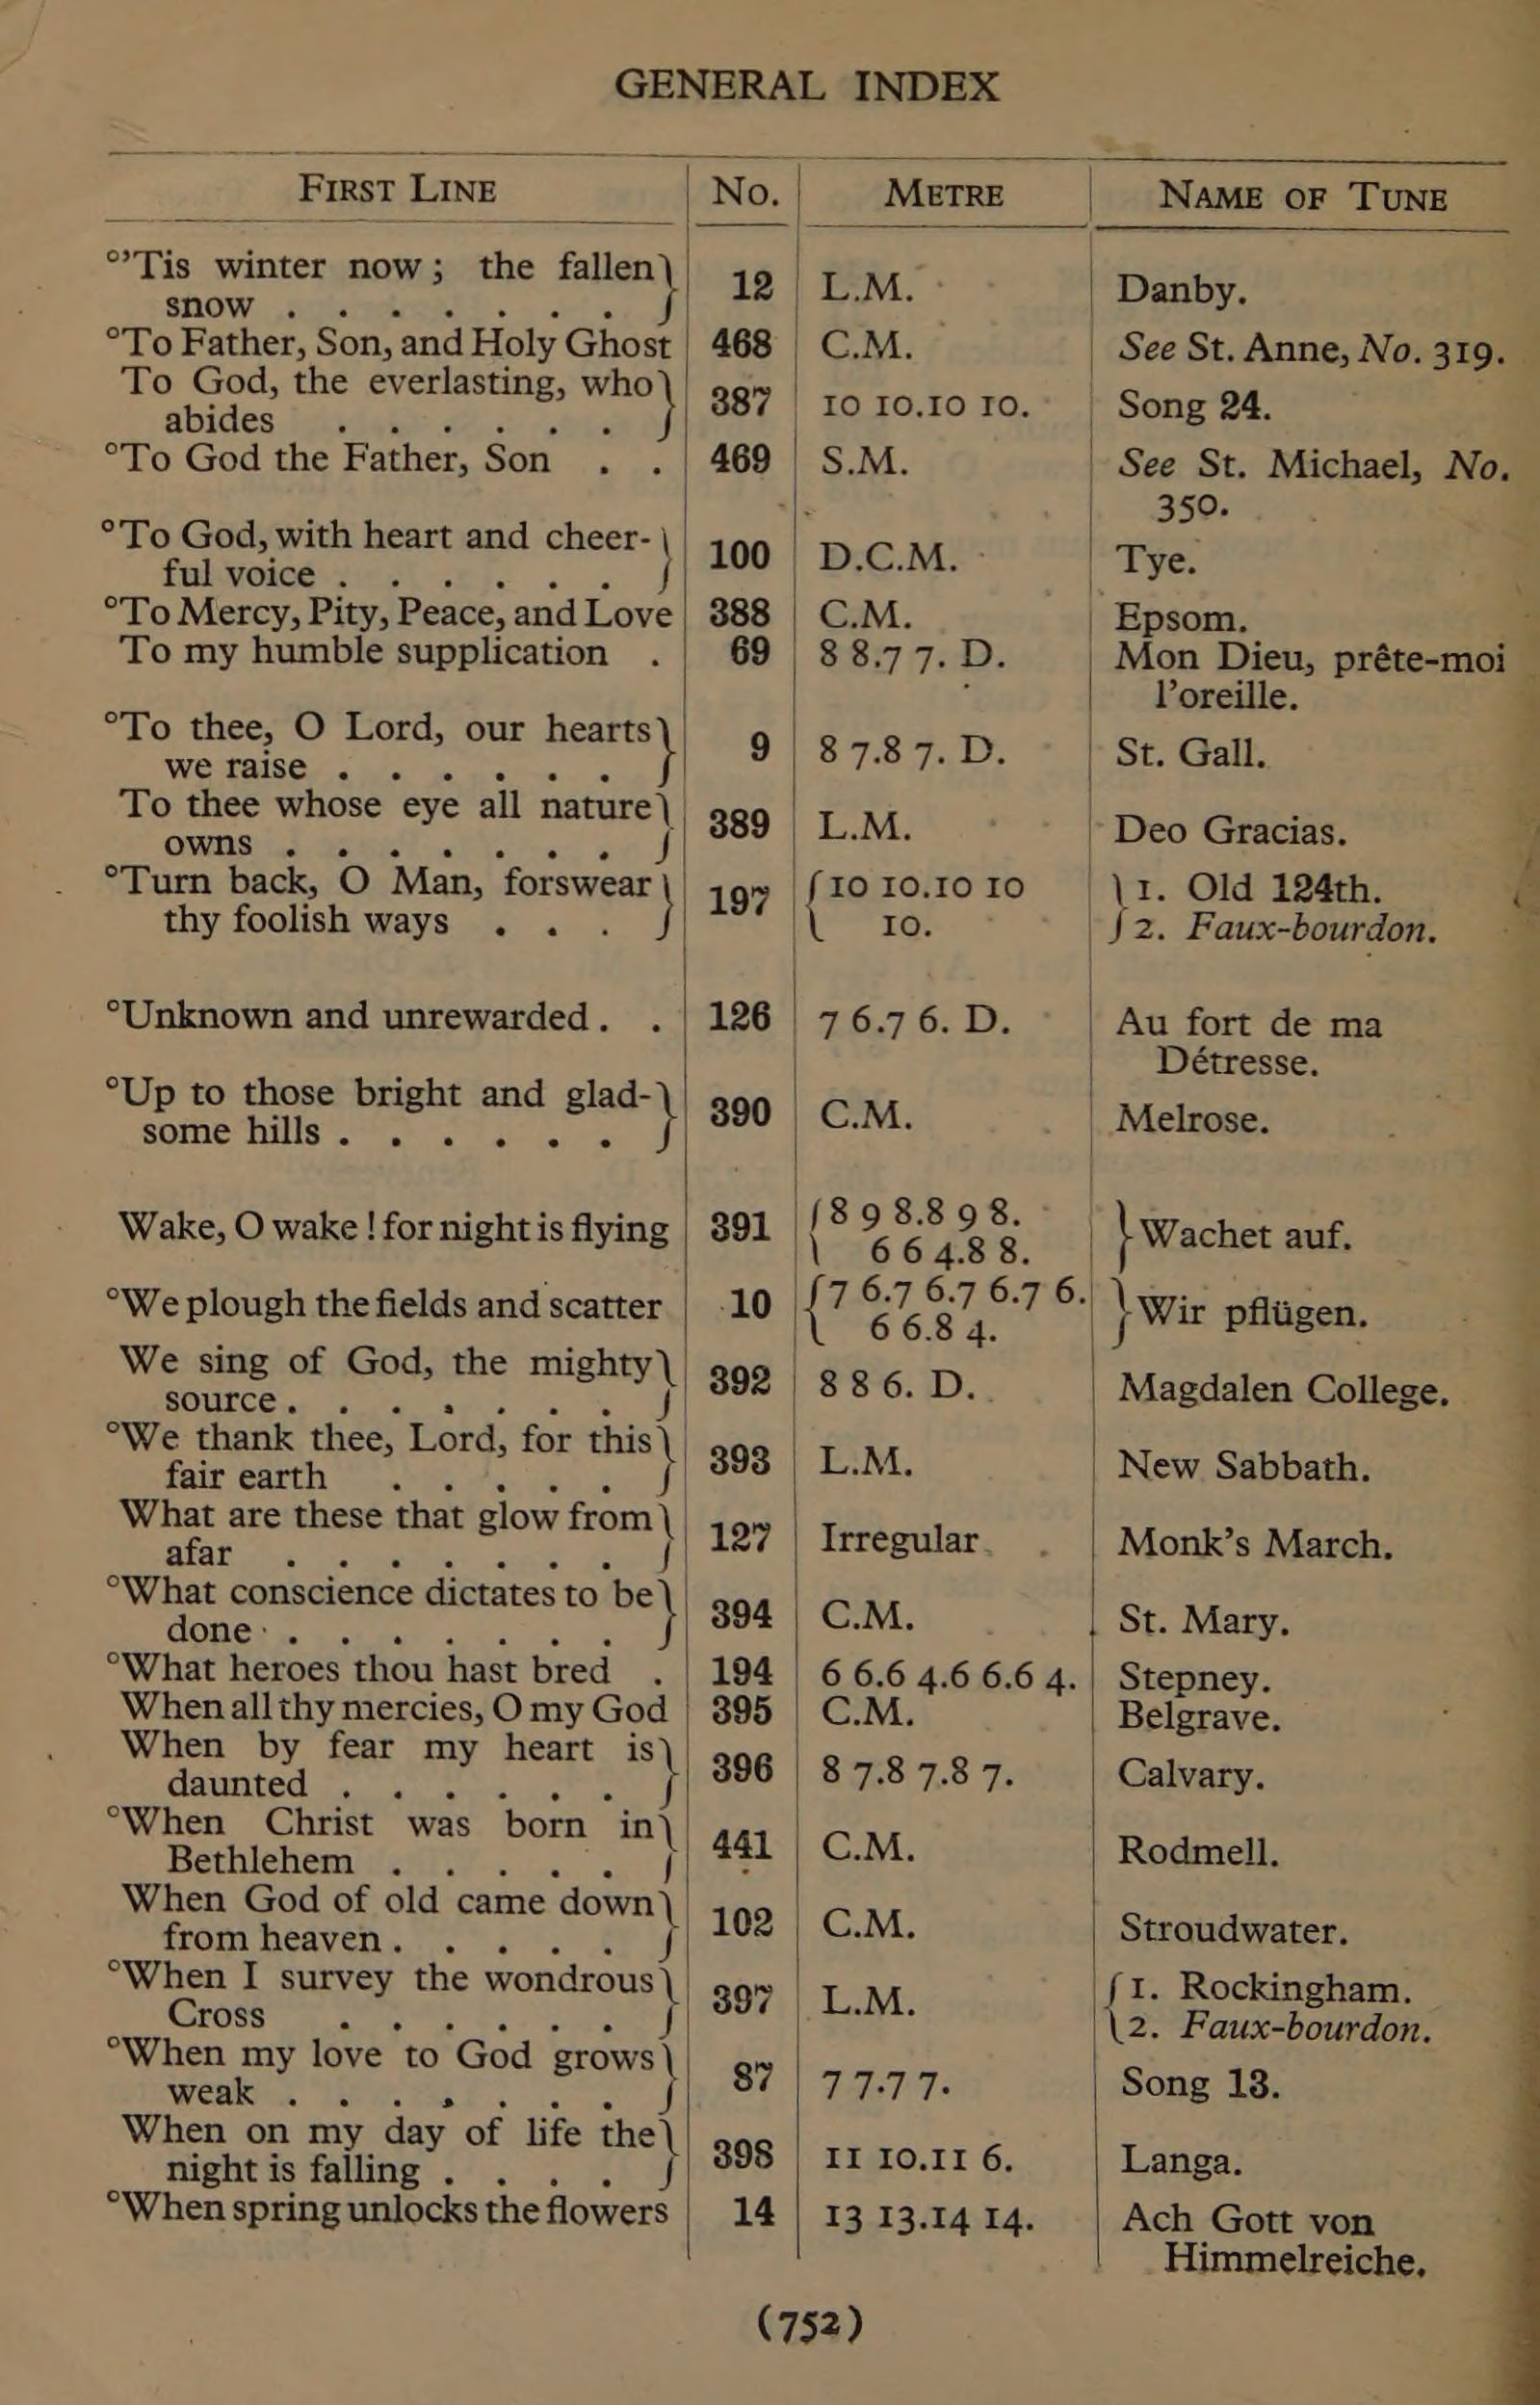 GENERAL INDEX
FIRST LINE No. METRE NAME OF TUNE
°’Tis winter now; the fallen
snow . . . . . . . 12 L.M. Danby.
°To Father, Son, and Holy Ghost 468 C.M. See St. Anne, No. 319.
To God, the everlasting, who
abides . . . . . . 387 10 10.10 10. Song 24.
°To God the Father, Son . . 469 S.M. See St. Michael, No.
350.
°To God, with heart and cheer-
ful voice . . . . . . 100 D.C.M. Tye.
°To Mercy, Pity, Peace, and Love 388 C.M. Epsom.
To my humble supplication . 69 8 8.7 7. D. Mon Dieu, prête-moi
l’oreille.
°To thee, O Lord, our hearts
we raise . . . . . . 9 8 7.8 7. D. St. Gall.
To thee whose eye all nature
owns . . . . . . . 389 L.M. Deo Gracias.
°Turn back, O Man, forswear 197 10 10.10 10 1. Old 124th.
thy foolish ways . . . 10. 2. Faux-bourdon.
°Unknown and unrewarded . . 126 7 6.7 6. D. Au fort de ma
Détresse.
°Up to those bright and glad-
some hills . . . . . . 390 C.M. Melrose.
Wake, O wake! for night is flying 391 8 9 8.8 9 8. Wachet auf.
6 6 4.8 8.
°We plough the fields and scatter 10 7 6.7 6.7 6.7 6. Wir pflügen.
6 6.8 4.
We sing of God, the mighty
source . . . . . . . 392 8 8 6. D. Magdalen College.
°We thank thee, Lord, for this
fair earth . . . . . 393 L.M. New Sabbath.
What are these that glow from
afar . . . . . . . 127 Irregular . Monk’s March.
°What conscience dictates to be
done . . . . . . . 394 C.M. St. Mary.
°What heroes thou hast bred . 194 6 6.6 4.6 6.6 4. Stepney.
When all thy mercies, O my God 395 C.M. Belgrave.
When by fear my heart is
daunted . . . . . . 396 8 7.8 7.8 7. Calvary.
°When Christ was born in
Bethlehem . . . . . 441 C.M. Rodmell.
When God of old came down
from heaven . . . . . 102 C.M. Stroudwater.
°When I survey the wondrous 397 L.M. 1. Rockingham.
Cross . . . . . . 2. Faux-bourdon.
°When my love to God grows
weak . . . . . . . 87 7 7.7 7. Song 13.
When on my day of life the
night is falling . . . . 398 11 10.11 6. Langa.
°When spring unlocks the flowers 14 13 13.14 14. Ach Gott von
Himmelreiche.
(752)